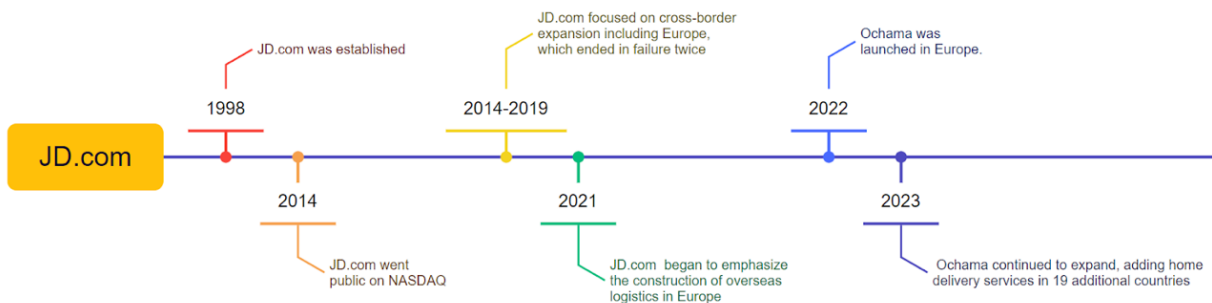 JD.com
1998
JD.com was established
2014
JD.com went
public on NASDAQ
2014-2019
JD.com focused on cross-border
expansion including Europe,
which ended in failure twice
2021
JD.com began to emphasize
the construction of overseas
logistics in Europe
2022
Ochama was
launched in Europe.
2023
Ochama continued to expand, adding home
delivery services in 19 additional countries